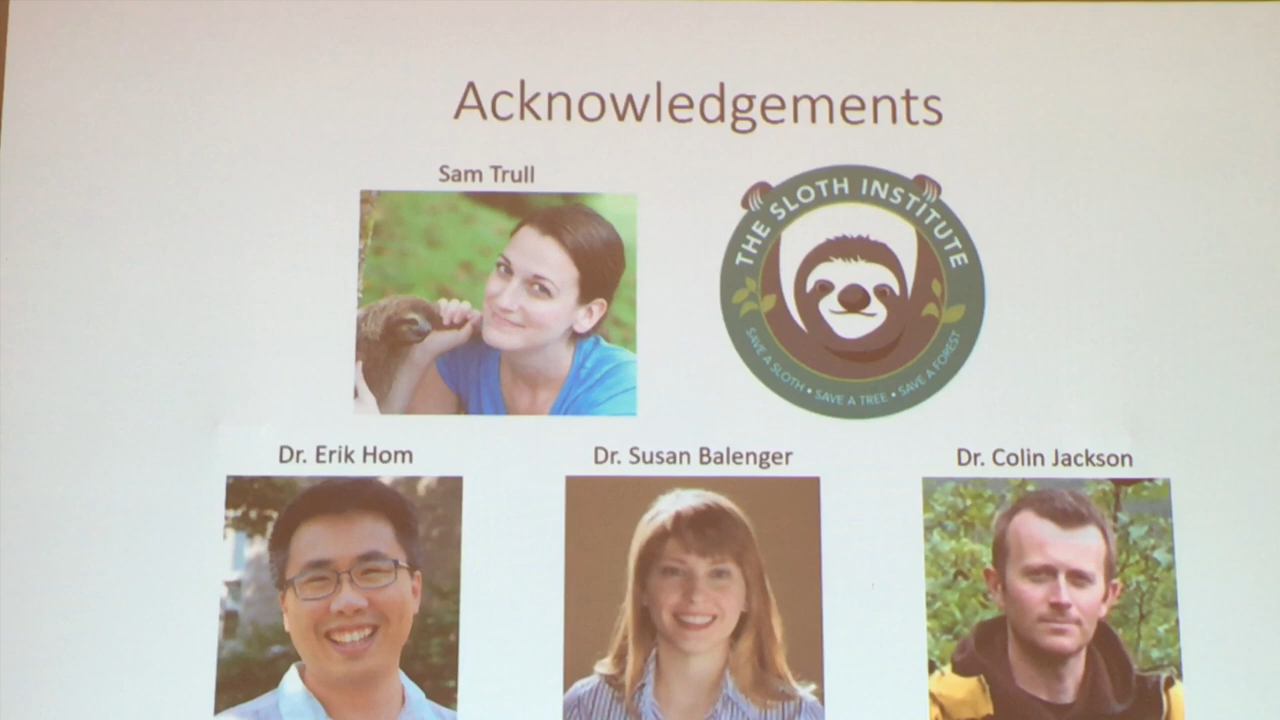 Acknowledgements
Sam Trull
THE SLOTH INSTITUTE
SAVE A SLOTH • SAVE A TREE • SAVE A FOREST
Dr. Erik Hom
Dr. Susan Balenger
Dr. Colin Jackson